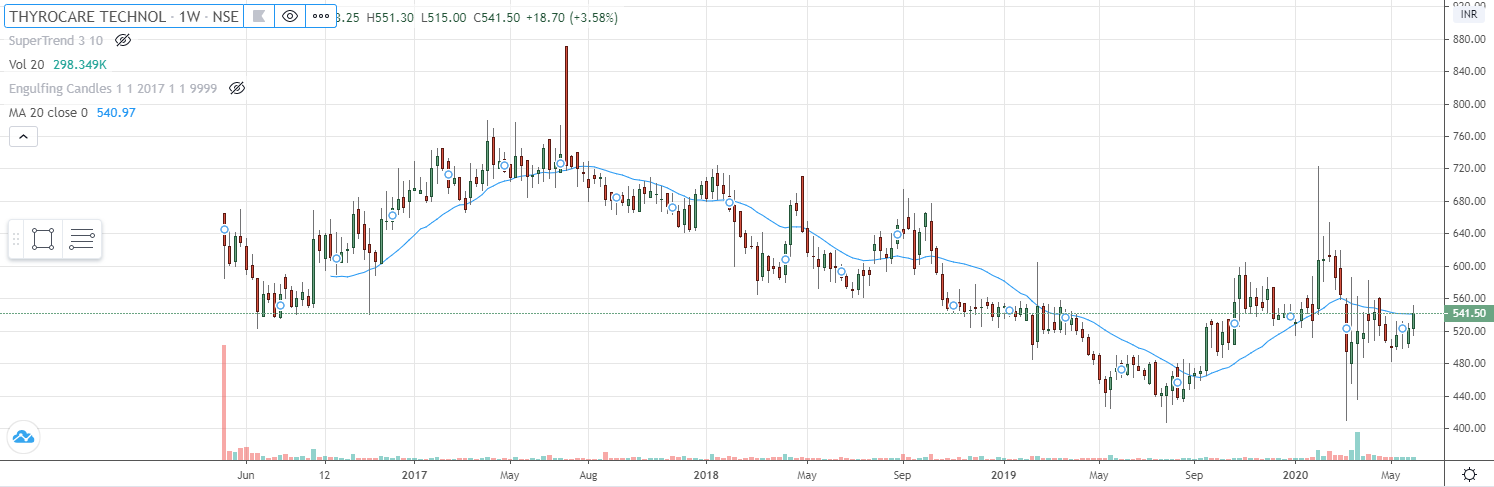 THYROCARE TECHNOL · 1W · NSE 3.25 H551.30 L515.00 C541.50 +18.70 (+3.58%)
INR
SuperTrend 3 10
Vol 20 298.349K
Engulfing Candles 1 1 2017 1 1 9999
MA 20 close 0 540.97
880.00
840.00
800.00
760.00
720.00
680.00
640.00
600.00
560.00
541.50
520.00
480.00
440.00
400.00
Jun 12 2017 May Aug 2018 May Sep 2019 May Sep 2020 May